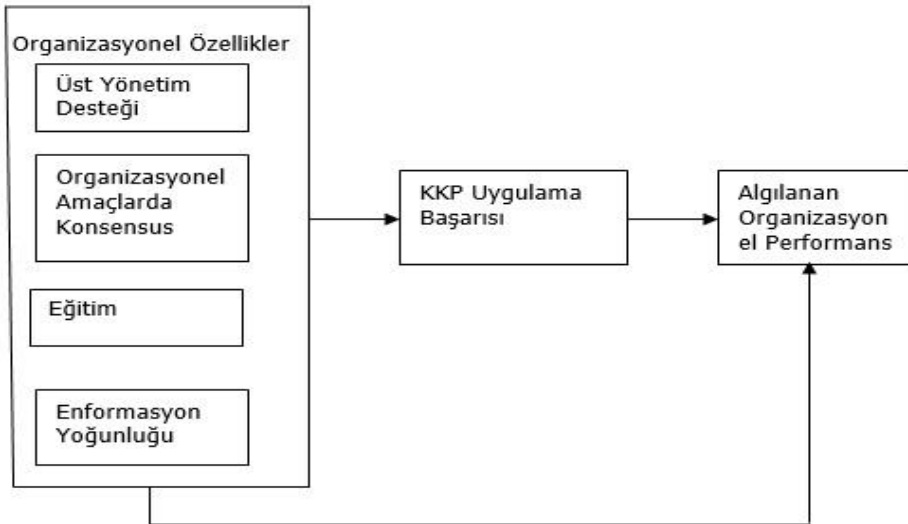 Organizasyonel Özellikler
Üst Yönetim
Desteği
Organizasyonel
Amaçlarda
Konsensus
Eğitim
Enformasyon
Yoğunluğu
KKP Uygulama
Başarısı
Algılanan
Organizasyon
el Performans